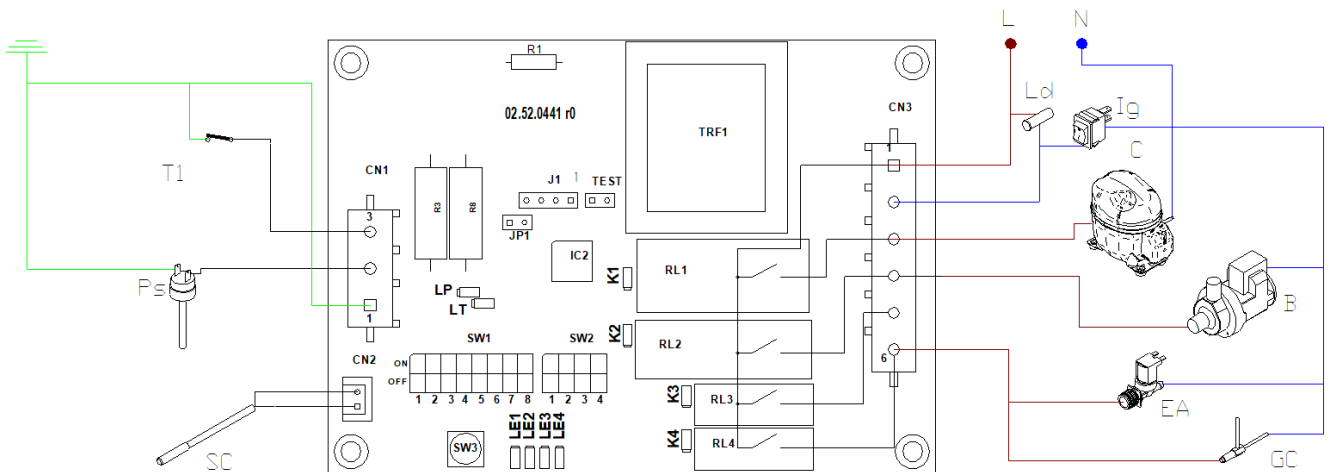 L N
R1
Ld
Ig
CN3
02.52.0441 r0
TRF1
C
1
T1
CN1
J1 1 TEST
3
R3 R8
JP1
IC2
RL1
K1
Ps
LP
LT
B
1
K2
RL2
SW1 SW2
CN2
ON
OFF
6
1 2 3 4 5 6 7 8 1 2 3 4
K3
RL3
EA
LE1 LE2 LE3 LE4
K4
RL4
SW3
SC
GC